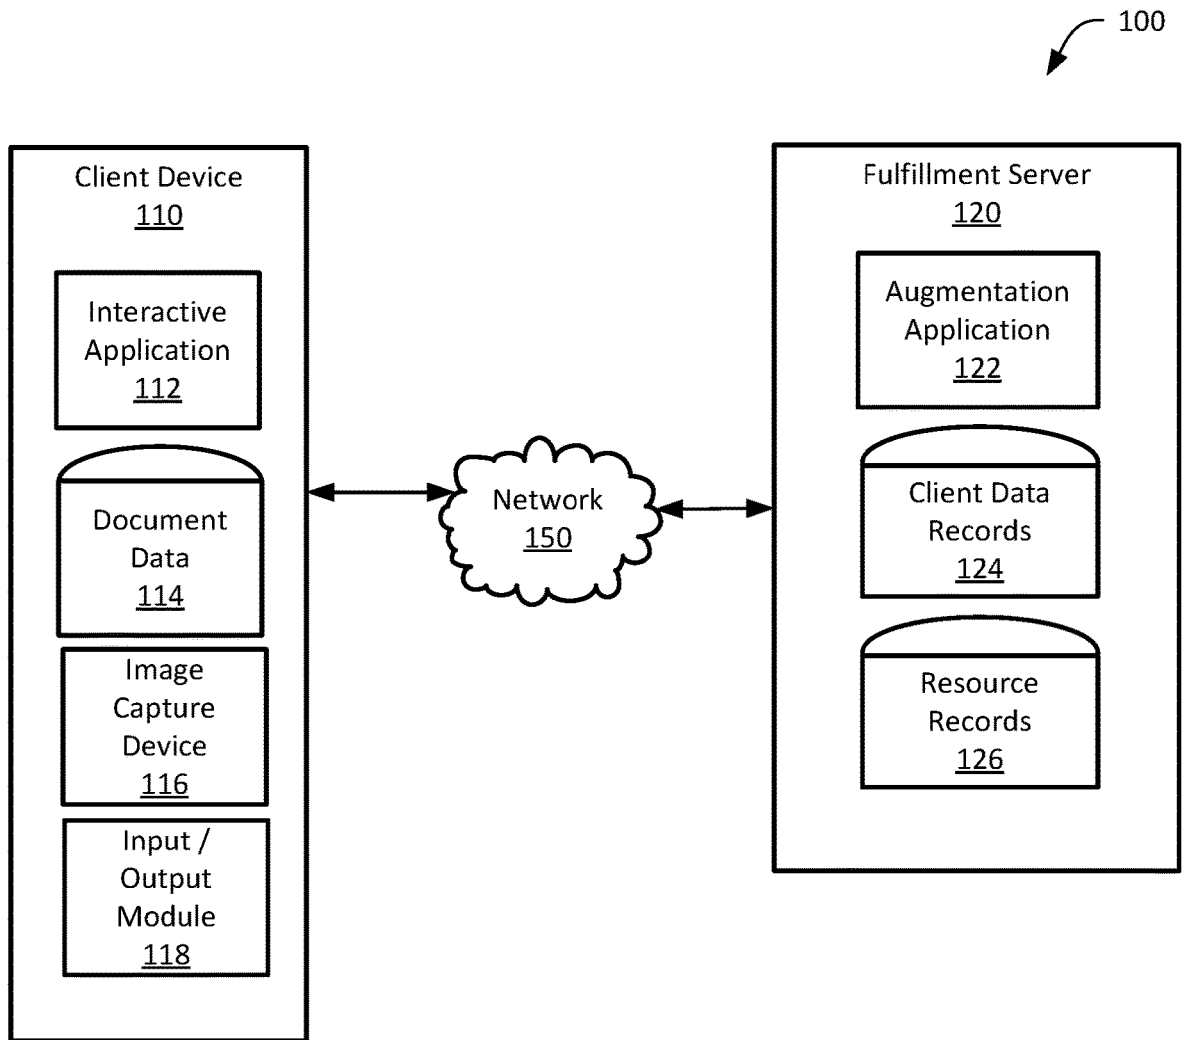 100
Client Device
110
Interactive
Application
112
Document
Data
114
Image
Capture
Device
116
Input /
Output
Module
118
Network
150
Fulfillment Server
120
Augmentation
Application
122
Client Data
Records
124
Resource
Records
126